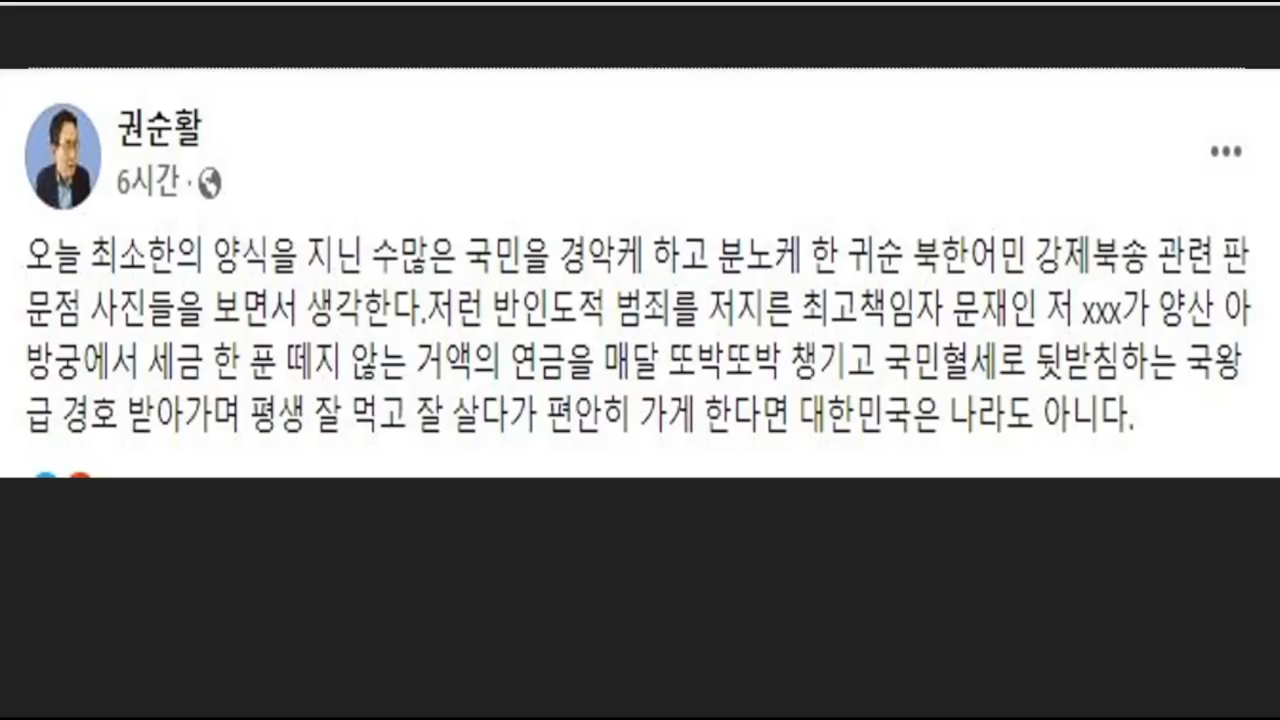 권순활
6시간 ·
오늘 최소한의 양식을 지닌 수많은 국민을 경악케 하고 분노케 한 귀순 북한어민 강제북송 관련 판
문점 사진들을 보면서 생각한다.저런 반인도적 범죄를 저지른 최고책임자 문재인 저 xxx가 양산 아
방궁에서 세금 한 푼 떼지 않는 거액의 연금을 매달 또박또박 챙기고 국민혈세로 뒷받침하는 국왕
급 경호 받아가며 평생 잘 먹고 잘 살다가 편안히 가게 한다면 대한민국은 나라도 아니다.